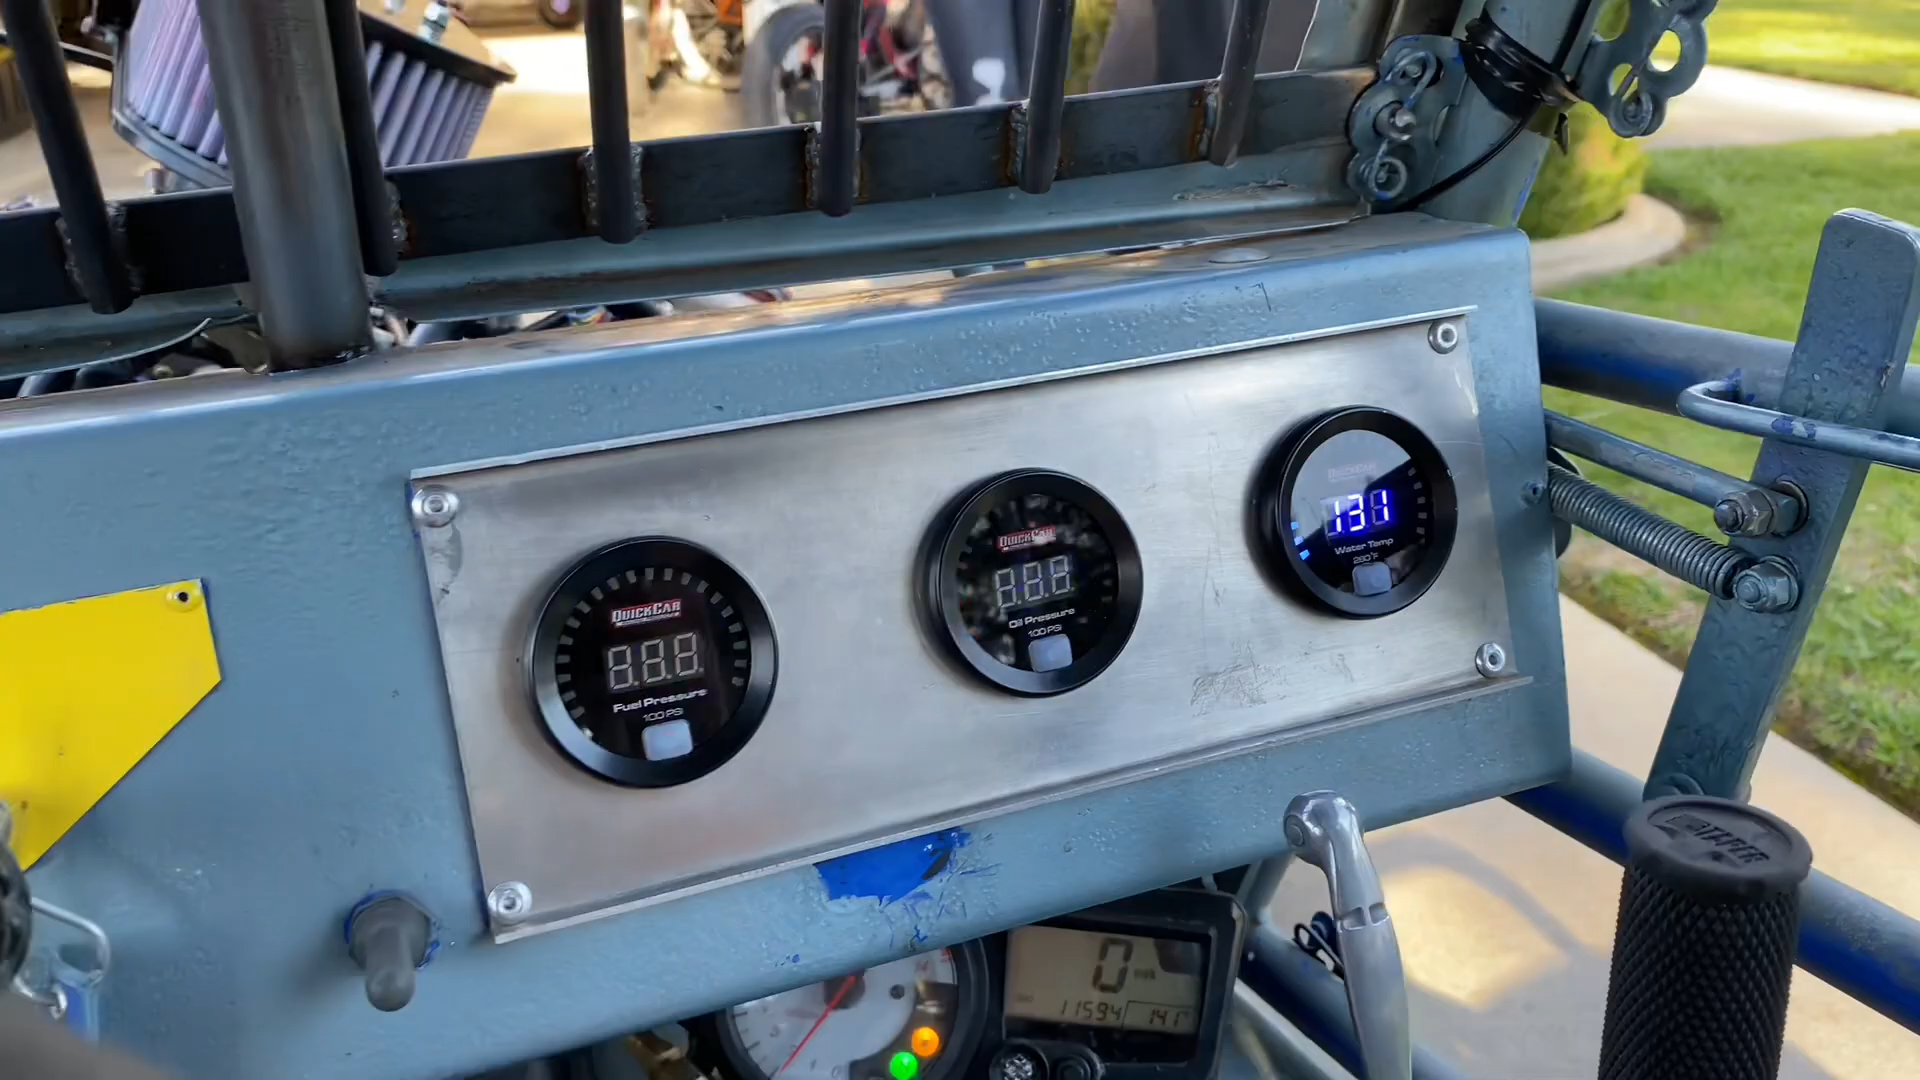 QUICKCAR
8.8.8.
Fuel Pressure
100 PSI
QUICKCAR
8.8.8
Oil Pressure
100 PSI
QUICKCAR
131
Water Temp
280°F
0
11594
141°